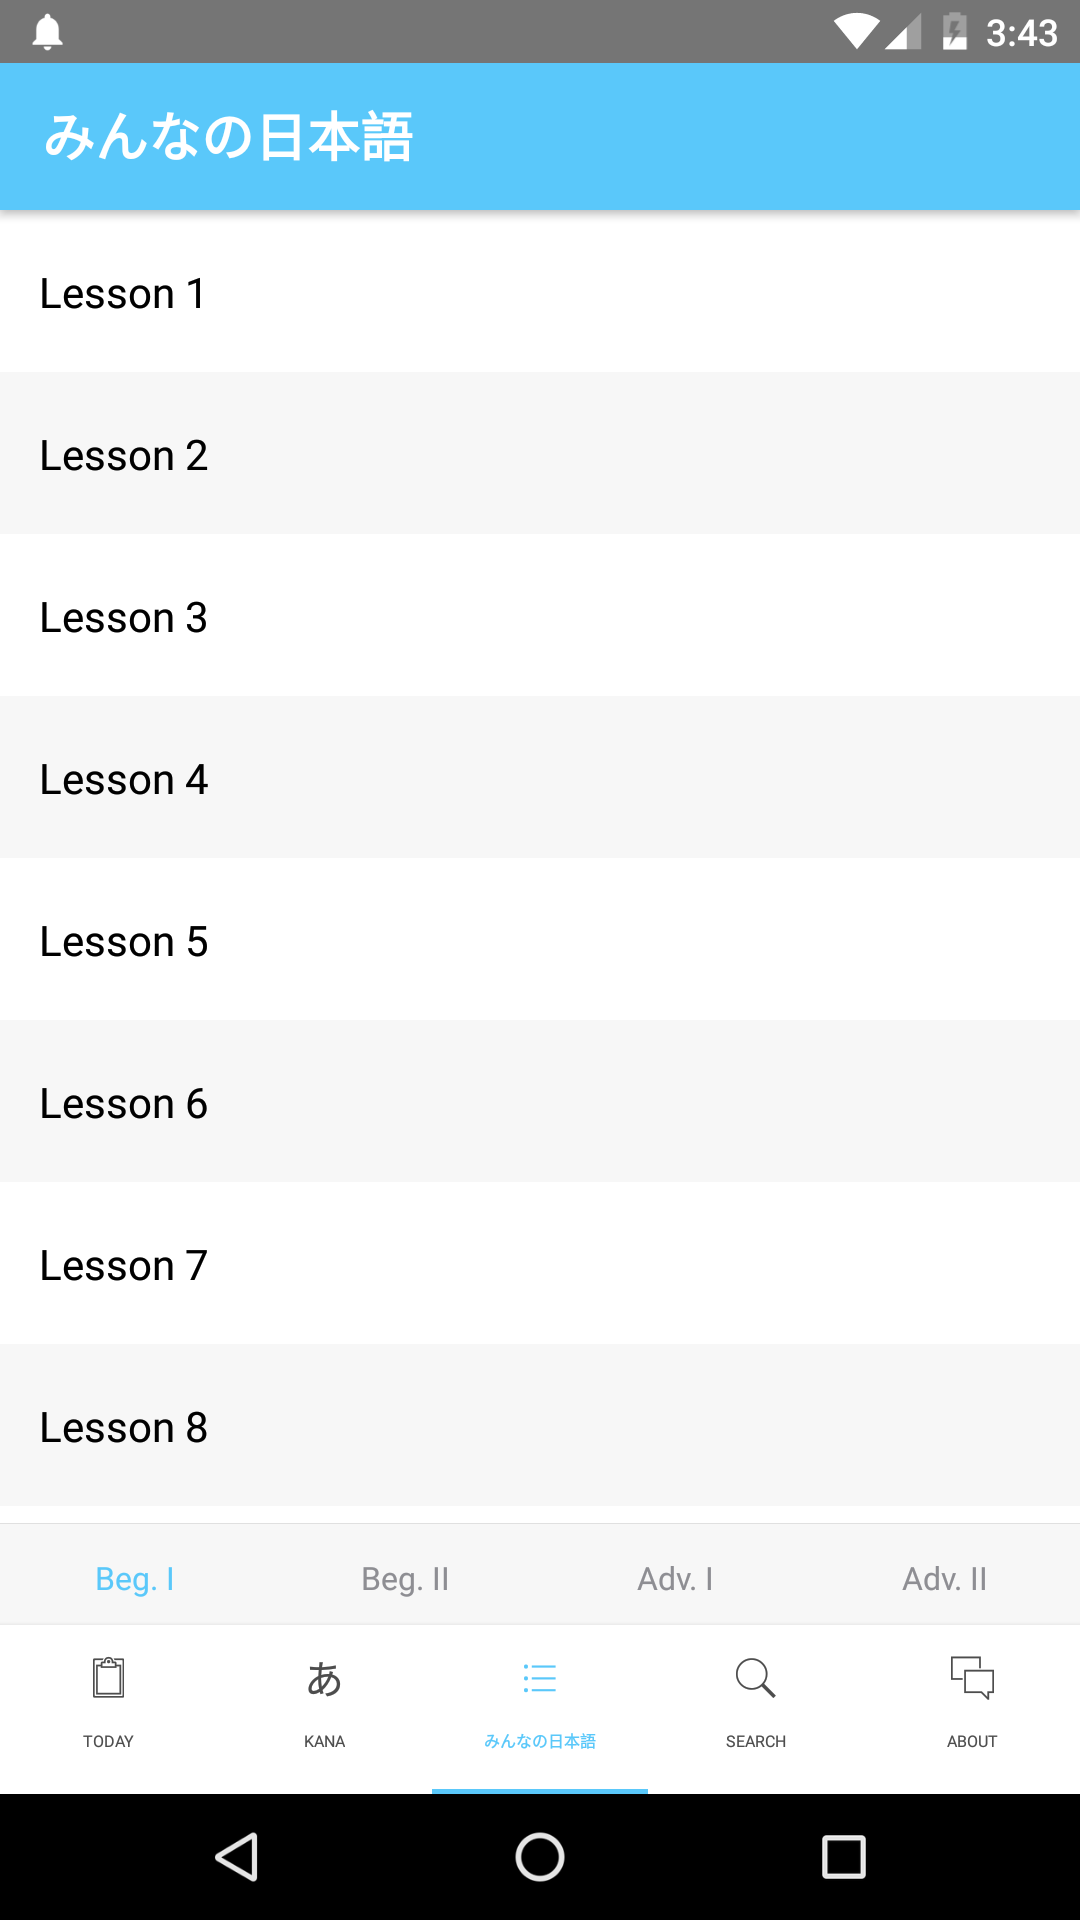 3:43
みんなの日本語
Lesson 1
Lesson 2
Lesson 3
Lesson 4
Lesson 5
Lesson 6
Lesson 7
Lesson 8
Beg. I Beg. II Adv. I Adv. II
あ
TODAY KANA みんなの日本語 SEARCH ABOUT